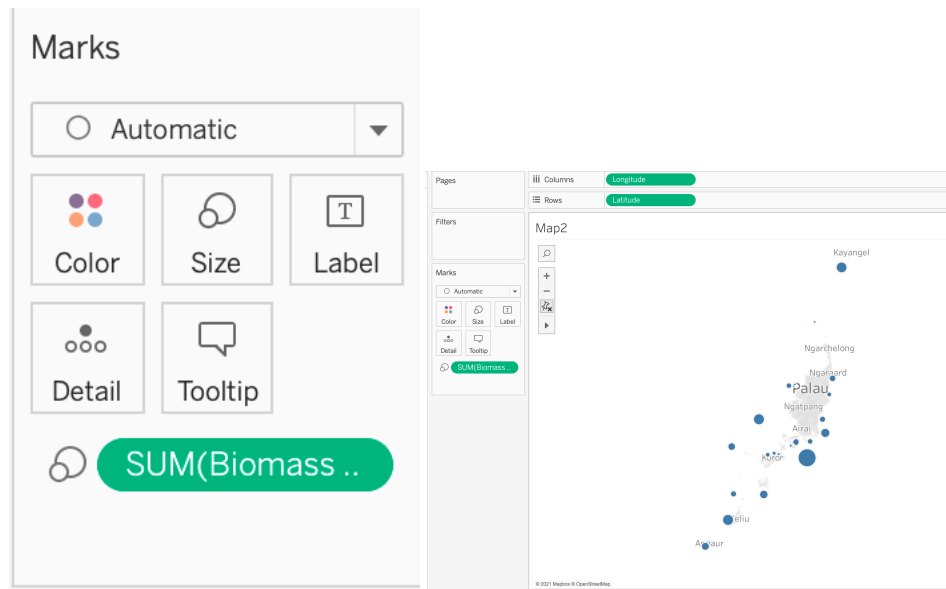 Marks
Automatic
Color
Size
Label
Detail
Tooltip
SUM(Biomass ..
Pages
Columns
Longitude
Rows
Latitude
Filters
Map2
Marks
Automatic
Color
Size
Label
Detail
Tooltip
SUM(Biomass ..
Kayangel
Ngarchelong
Ngaraard
Palau
Ngatpang
Airai
Koror
© 2021 Mapbox © OpenStreetMap